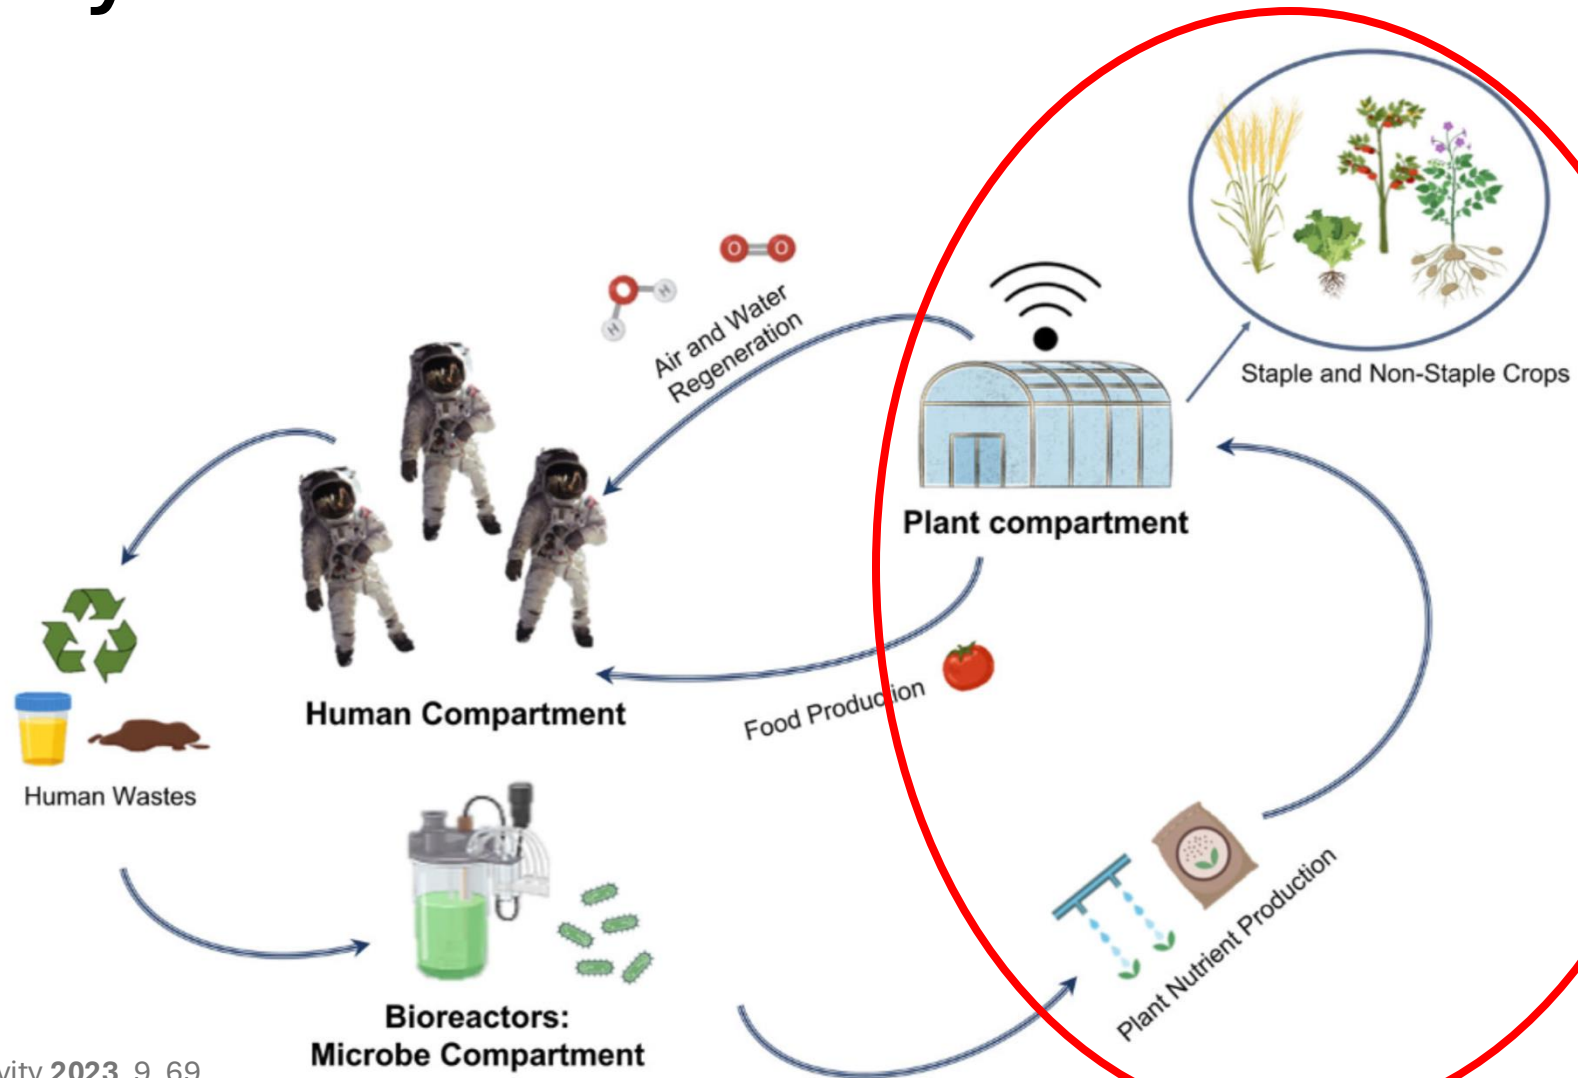 O O
H
H
Air and Water
Regeneration
Staple and Non-Staple Crops
Plant compartment
Human Compartment
Food Production
Human Wastes
Plant Nutrient Production
Bioreactors:
Microbe Compartment
2023, 9, 69